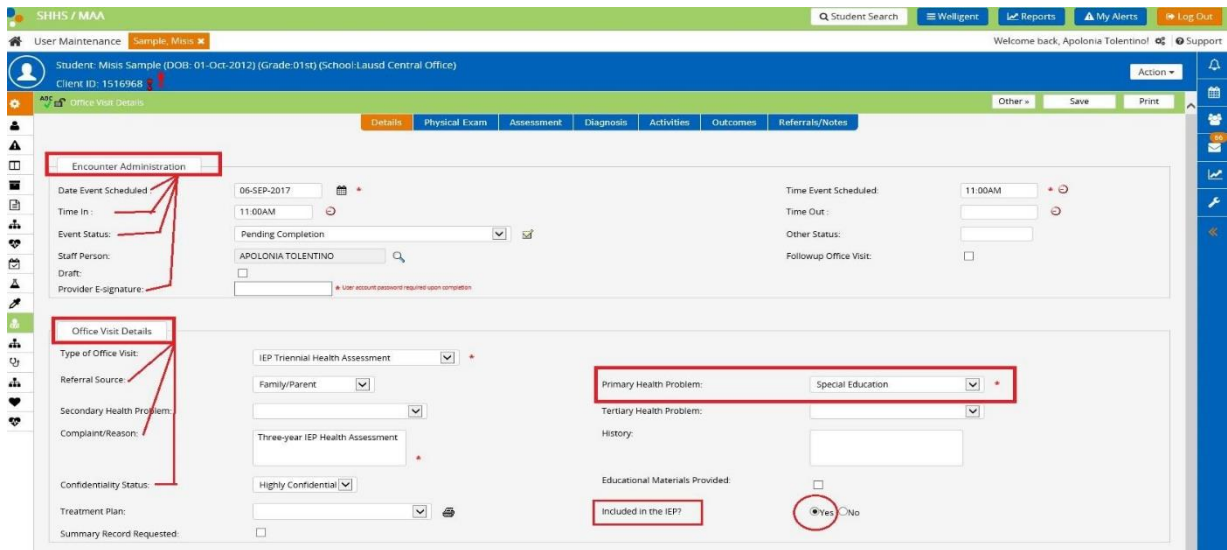 SHHS / MAA
Student Search
Welligent
Reports
My Alerts
Log Out
User Maintenance
Sample, Misis
Welcome back, Apolonia Tolentino!
Support
Student: Misis Sample (DOB: 01-Oct-2012) (Grade:01st) (School:Lausd Central Office)
Client ID: 1516968
Action
ABC
Office Visit Details
Other »
Save
Print
Details
Physical Exam
Assessment
Diagnosis
Activities
Outcomes
Referrals/Notes
Encounter Administration
Date Event Scheduled :
06-SEP-2017
*
Time Event Scheduled:
11:00AM
*
Time In :
11:00AM
Time Out :
Event Status:
Pending Completion
Other Status:
Staff Person:
APOLONIA TOLENTINO
Followup Office Visit:
Draft:
Provider E-signature:
* User account password required upon completion
Office Visit Details
Type of Office Visit:
IEP Triennial Health Assessment
*
Referral Source:
Family/Parent
Primary Health Problem:
Special Education
*
Secondary Health Problem:
Tertiary Health Problem:
Complaint/Reason:
Three-year IEP Health Assessment
*
History:
Confidentiality Status:
Highly Confidential
Educational Materials Provided:
Treatment Plan:
Included in the IEP?
Yes
No
Summary Record Requested: